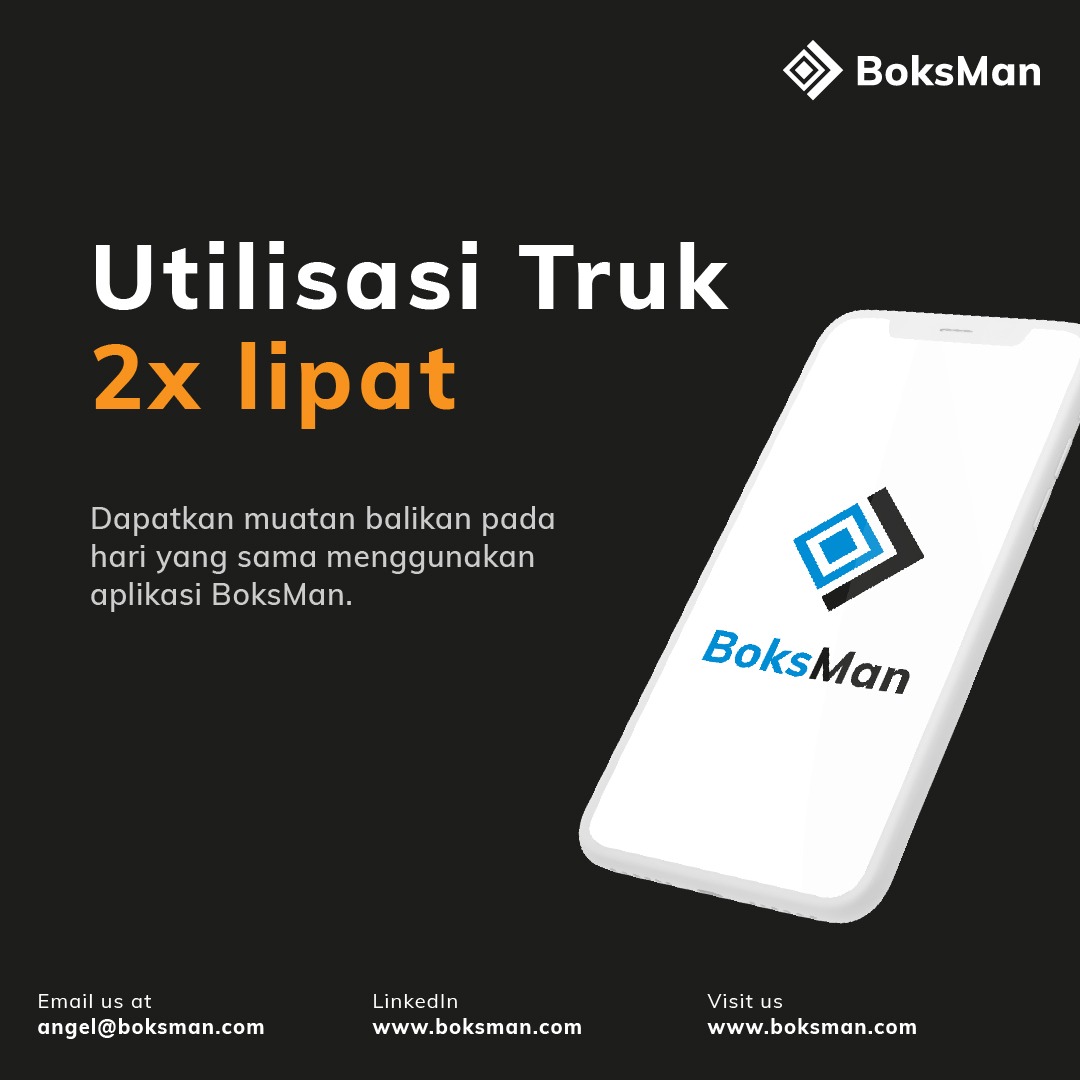 BoksMan
Utilisasi Truk
2x lipat
Dapatkan muatan balikan pada
hari yang sama menggunakan
aplikasi BoksMan.
BoksMan
Email us at
angel@boksman.com
LinkedIn
www.boksman.com
Visit us
www.boksman.com